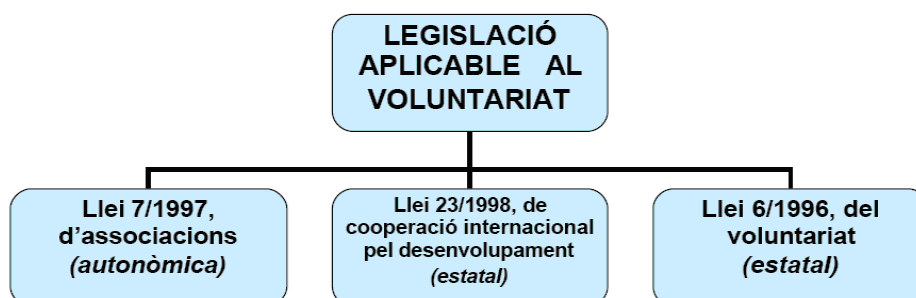 LEGISLACIÓ
APLICABLE AL
VOLUNTARIAT
Llei 7/1997,
d’associacions
(autonòmica)
Llei 23/1998, de
cooperació internacional
pel desenvolupament
(estatal)
Llei 6/1996, del
voluntariat
(estatal)